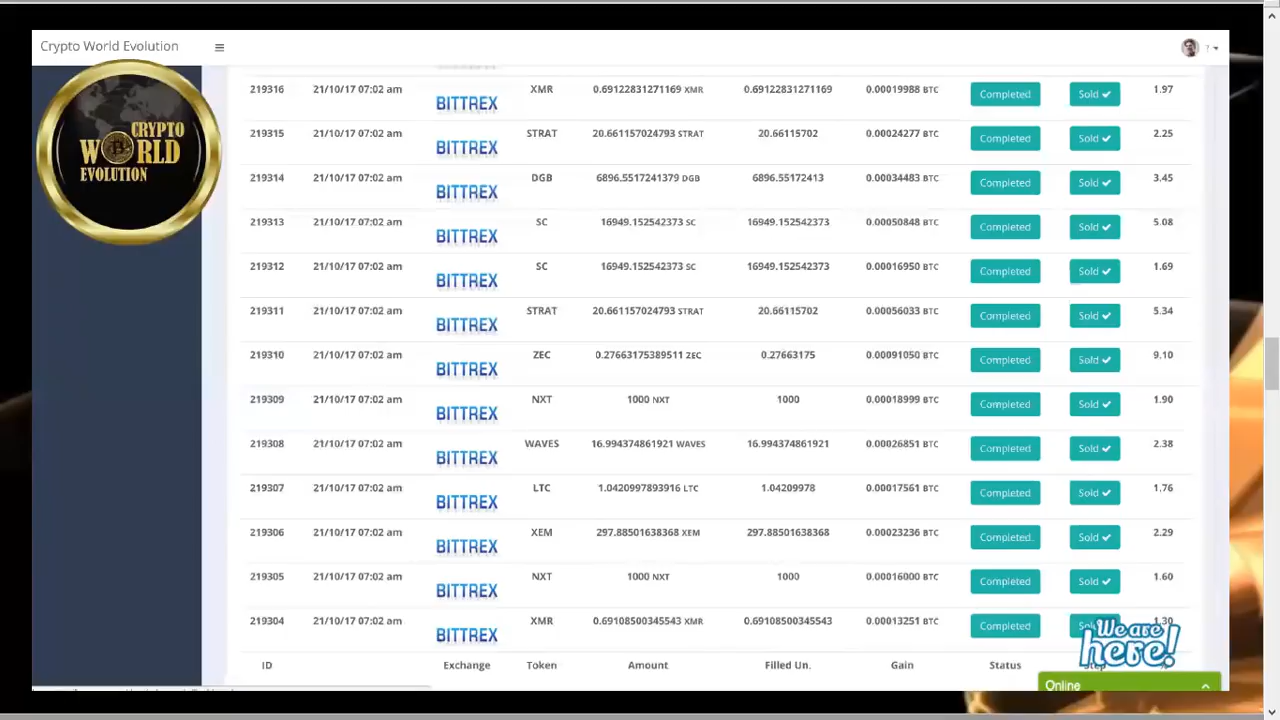 Crypto World Evolution
?
CRYPTO
WORLD
EVOLUTION
219316 21/10/17 07:02 am BITTREX XMR 0.69122831271169 XMR 0.69122831271169 0.00019988 BTC Completed Sold 1.97
219315 21/10/17 07:02 am BITTREX STRAT 20.661157024793 STRAT 20.66115702 0.00024277 BTC Completed Sold 2.25
219314 21/10/17 07:02 am BITTREX DGB 6896.5517241379 DGB 6896.55172413 0.00034483 BTC Completed Sold 3.45
219313 21/10/17 07:02 am BITTREX SC 16949.152542373 SC 16949.152542373 0.00050848 BTC Completed Sold 5.08
219312 21/10/17 07:02 am BITTREX SC 16949.152542373 SC 16949.152542373 0.00016950 BTC Completed Sold 1.69
219311 21/10/17 07:02 am BITTREX STRAT 20.661157024793 STRAT 20.66115702 0.00056033 BTC Completed Sold 5.34
219310 21/10/17 07:02 am BITTREX ZEC 0.27663175389511 ZEC 0.27663175 0.00091050 BTC Completed Sold 9.10
219309 21/10/17 07:02 am BITTREX NXT 1000 NXT 1000 0.00018999 BTC Completed Sold 1.90
219308 21/10/17 07:02 am BITTREX WAVES 16.994374861921 WAVES 16.994374861921 0.00026851 BTC Completed Sold 2.38
219307 21/10/17 07:02 am BITTREX LTC 1.0420997893916 LTC 1.04209978 0.00017561 BTC Completed Sold 1.76
219306 21/10/17 07:02 am BITTREX XEM 297.88501638368 XEM 297.88501638368 0.00023236 BTC Completed Sold 2.29
219305 21/10/17 07:02 am BITTREX NXT 1000 NXT 1000 0.00016000 BTC Completed Sold 1.60
219304 21/10/17 07:02 am BITTREX XMR 0.69108500345543 XMR 0.69108500345543 0.00013251 BTC Completed Sold 1.30
ID Exchange Token Amount Filled Un. Gain Status Step %
We are
here!
Online